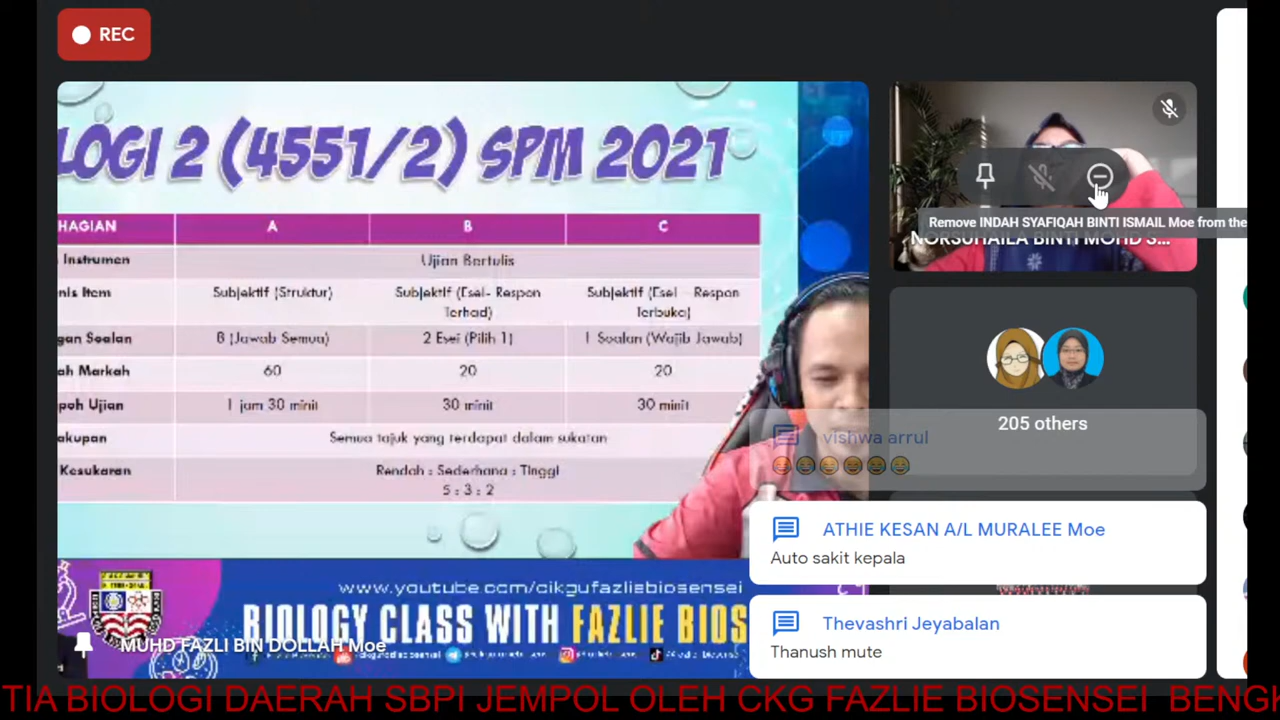 REC
LOGI 2 (4551/2) SPM 2021
HAGIAN A B C
Instrumen Ujian Bertulis
nis Item Subjektif (Struktur) Subjektif (Esei- Respon Terhad) Subjektif (Esei - Respon Terbuka)
gan Soalan 8 (Jawab Semua) 2 Esei (Pilih 1) 1 Soalan (Wajib Jawab)
ah Markah 60 20 20
poh Ujian 1 jam 30 minit 30 minit 30 minit
akupan Semua tajuk yang terdapat dalam sukatan
Kesukaran Rendah : Sederhana : Tinggi
5 : 3 : 2
www.youtube.com/cikgufazliebiosensei
BIOLOGY CLASS WITH FAZLIE BIOS
MUHD FAZLI BIN DOLLAH Moe
Remove INDAH SYAFIQAH BINTI ISMAIL Moe from the
NORSUHAILA BINTI MOHD S...
205 others
vishwa arrul
ATHIE KESAN A/L MURALEE Moe
Auto sakit kepala
Thevashri Jeyabalan
Thanush mute
TIA BIOLOGI DAERAH SBPI JEMPOL OLEH CKG FAZLIE BIOSENSEI BENGK